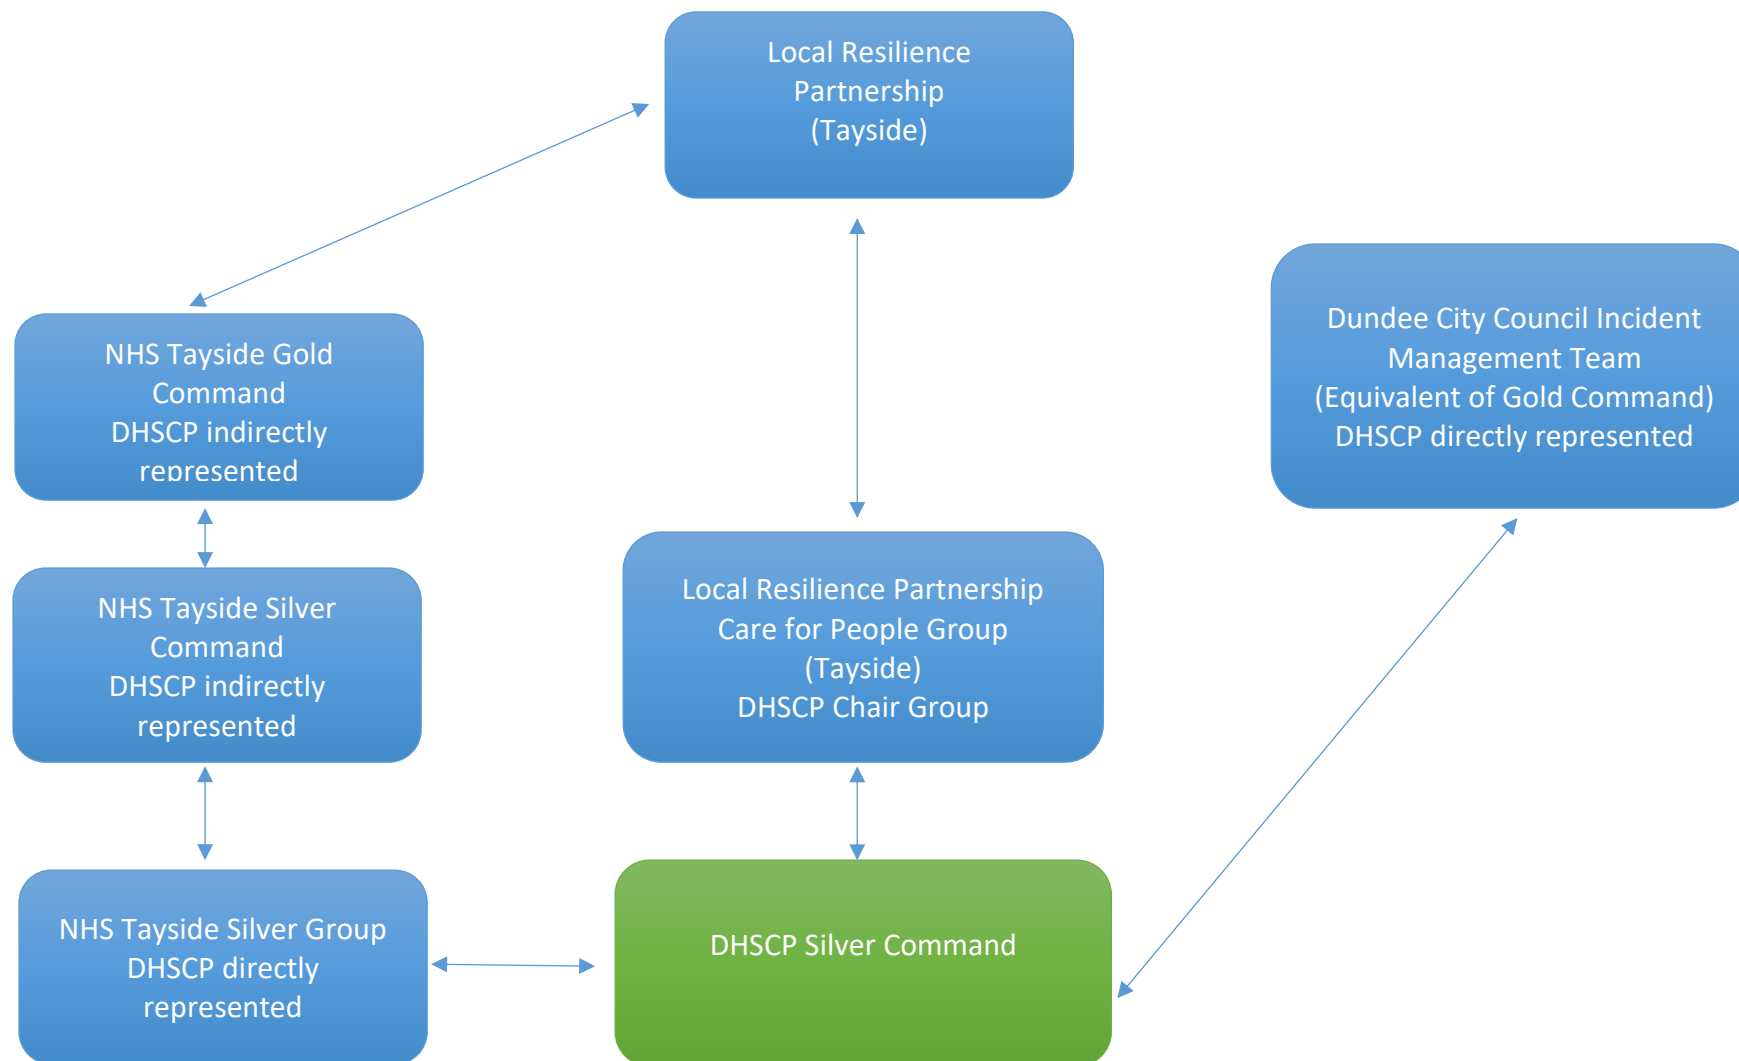 Local Resilience
Partnership
(Tayside)
NHS Tayside Gold
Command
DHSCP indirectly
represented
Dundee City Council Incident
Management Team
(Equivalent of Gold Command)
DHSCP directly represented
NHS Tayside Silver
Command
DHSCP indirectly
represented
Local Resilience Partnership
Care for People Group
(Tayside)
DHSCP Chair Group
NHS Tayside Silver Group
DHSCP directly
represented
DHSCP Silver Command